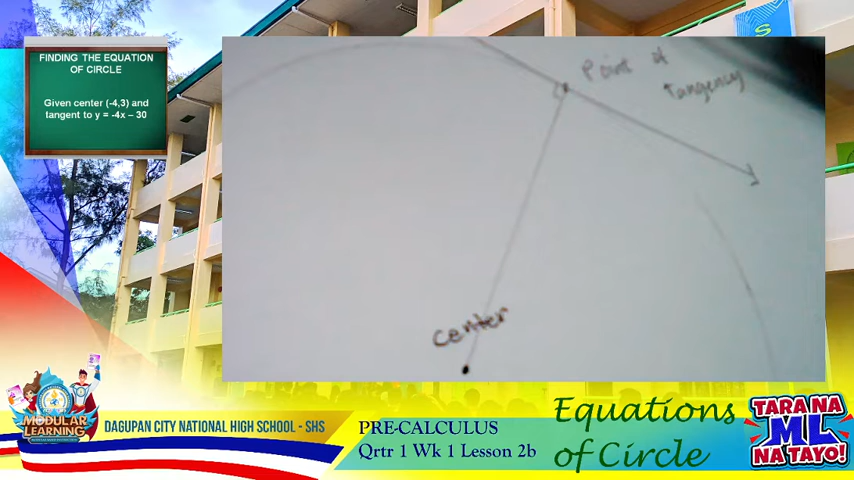 FINDING THE EQUATION
OF CIRCLE
Given center (-4,3) and
tangent to y = -4x – 30
Point of
Tangency
center
S
MODULAR
LEARNING
DAGUPAN CITY NATIONAL HIGH SCHOOL - SHS
PRE-CALCULUS
Qrtr 1 Wk 1 Lesson 2b
Equations
of Circle
TARA NA
ML
NA TAYO!